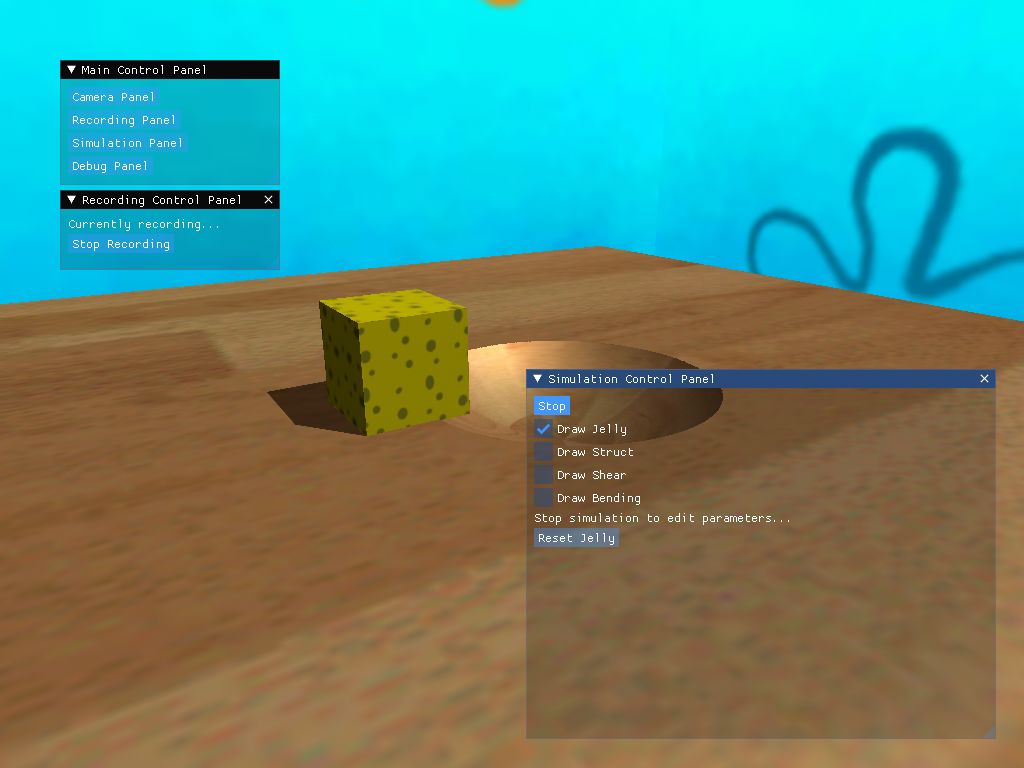 Main Control Panel
Camera Panel
Recording Panel
Simulation Panel
Debug Panel
Recording Control Panel
Currently recording...
Stop Recording
Simulation Control Panel
Stop
Draw Jelly
Draw Struct
Draw Shear
Draw Bending
Stop simulation to edit parameters...
Reset Jelly